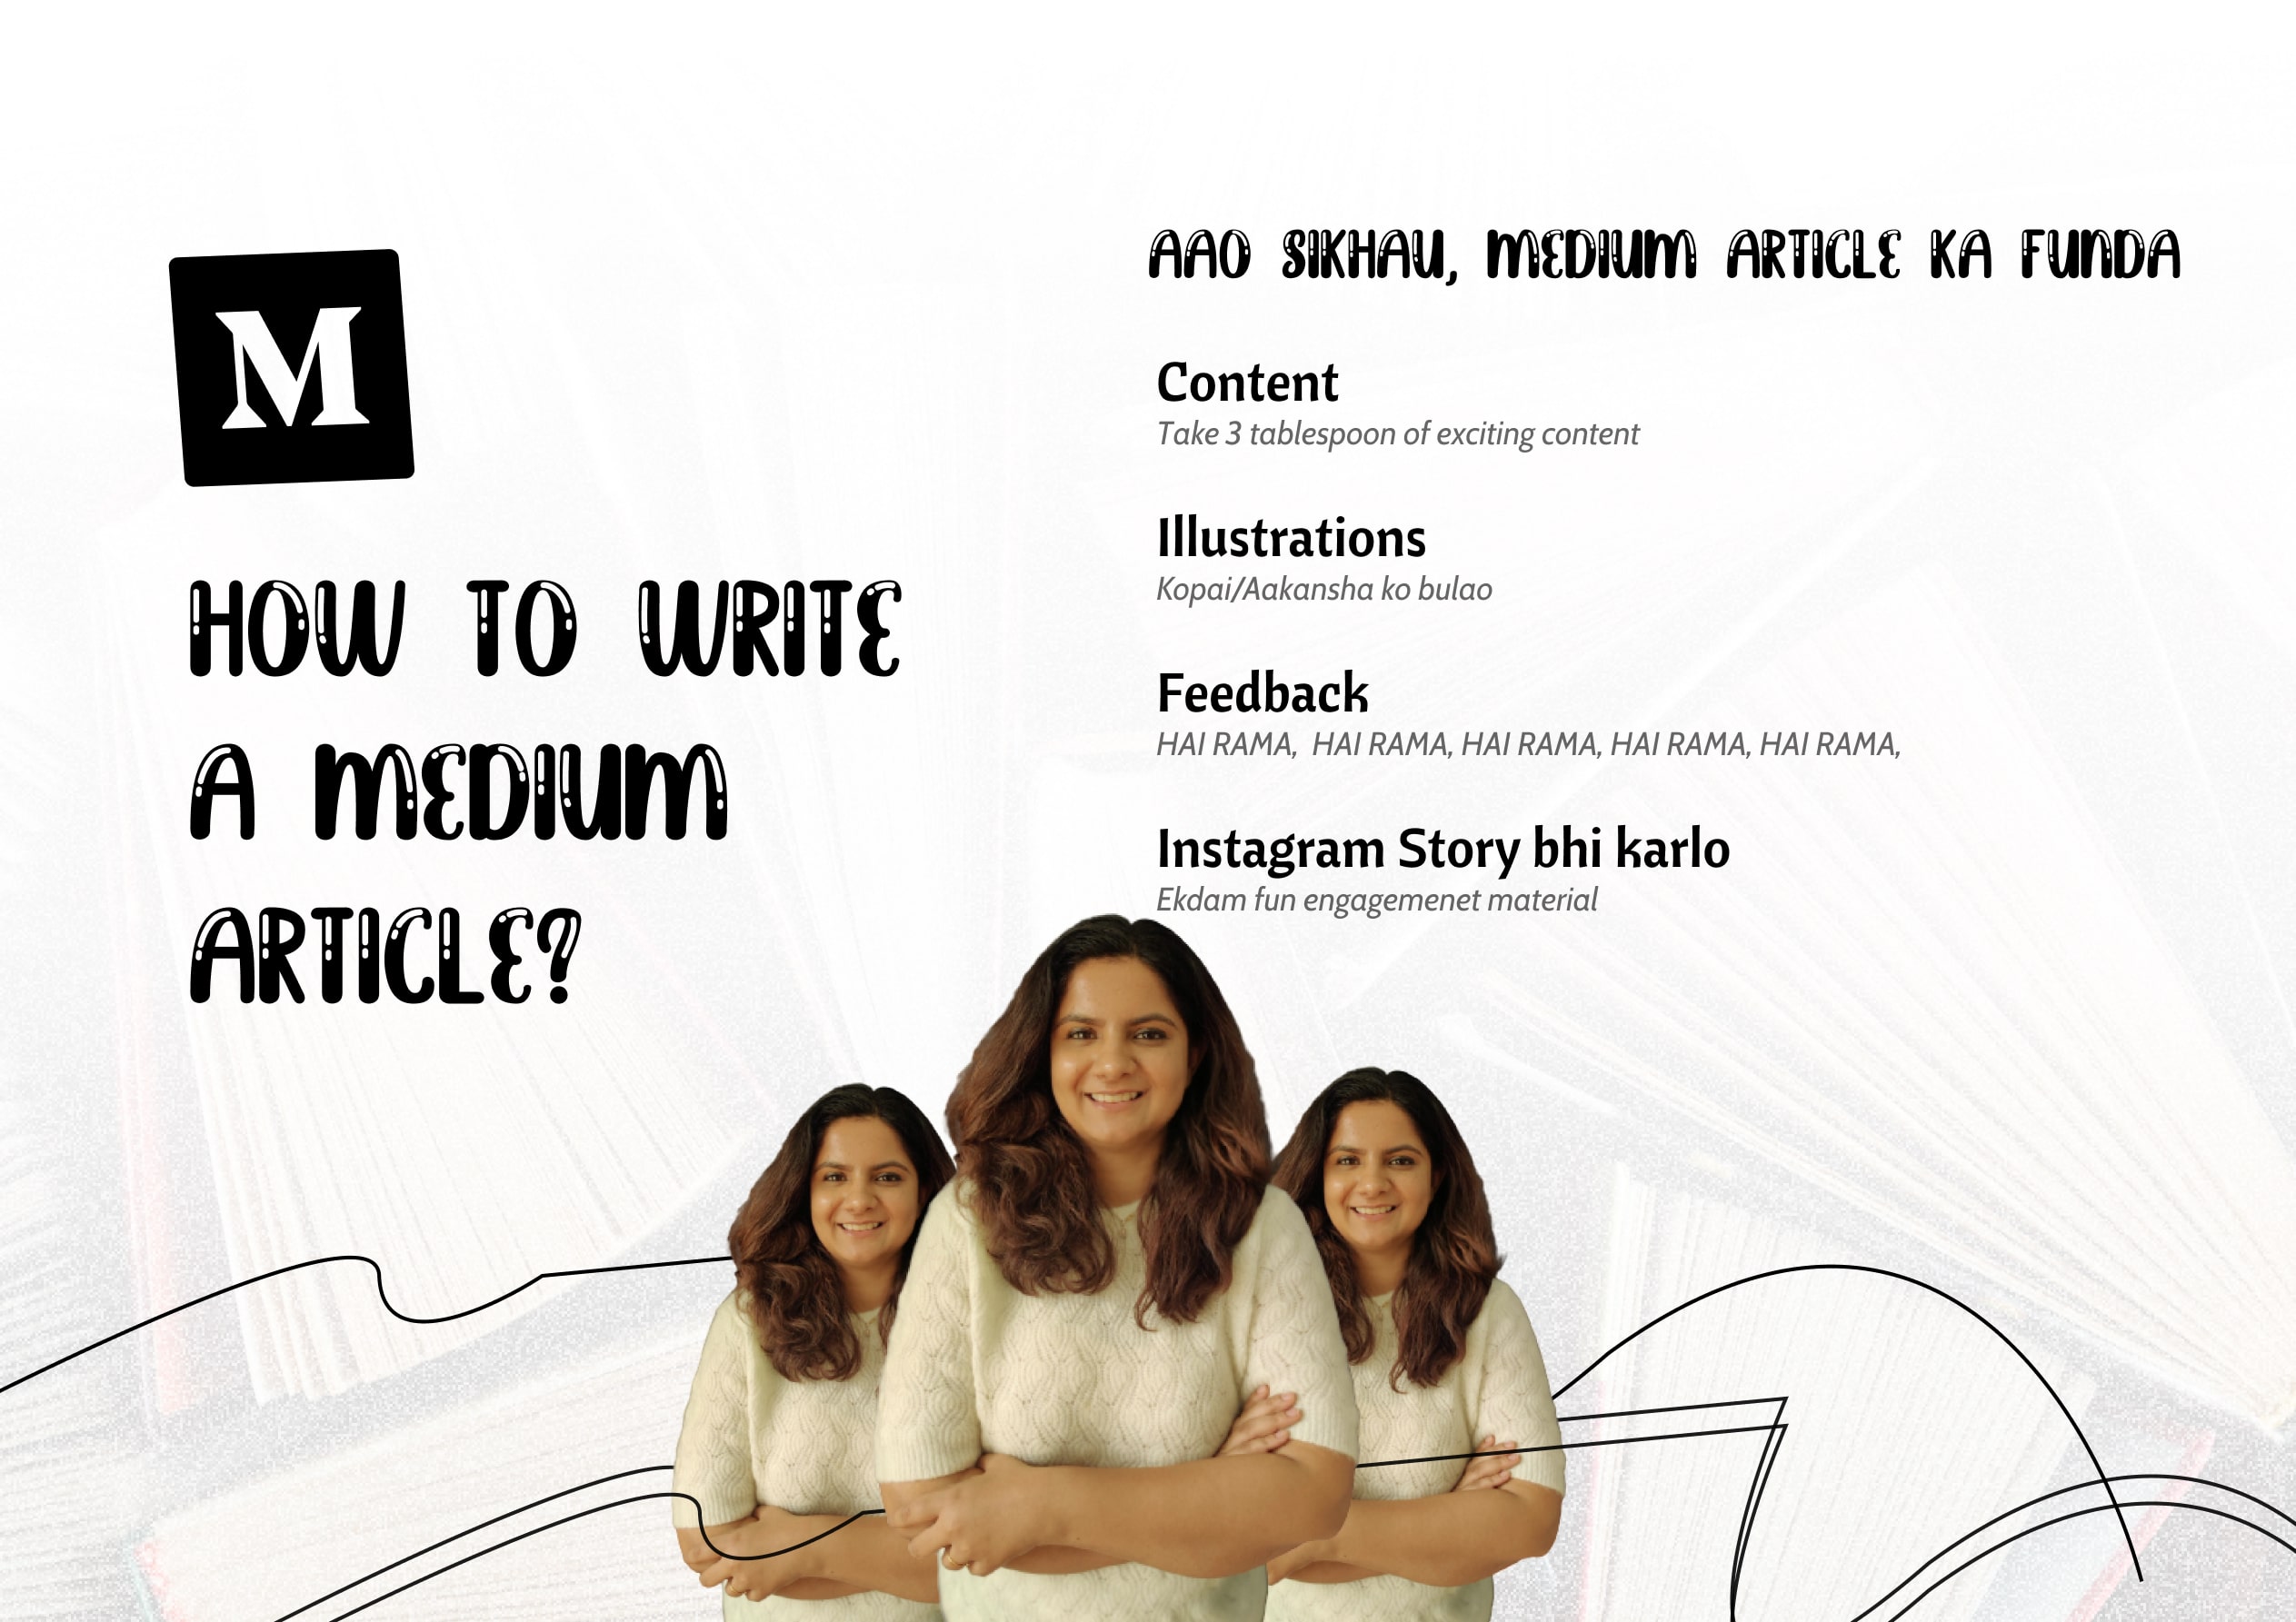 M
HOW TO WRITE
A MEDIUM
ARTICLE?
AAO SIKHAU, MEDIUM ARTICLE KA FUNDA
Content
Take 3 tablespoon of exciting content
Illustrations
Kopai/Aakansha ko bulao
Feedback
HAI RAMA,  HAI RAMA, HAI RAMA, HAI RAMA, HAI RAMA,
Instagram Story bhi karlo
Ekdam fun engagemenet material